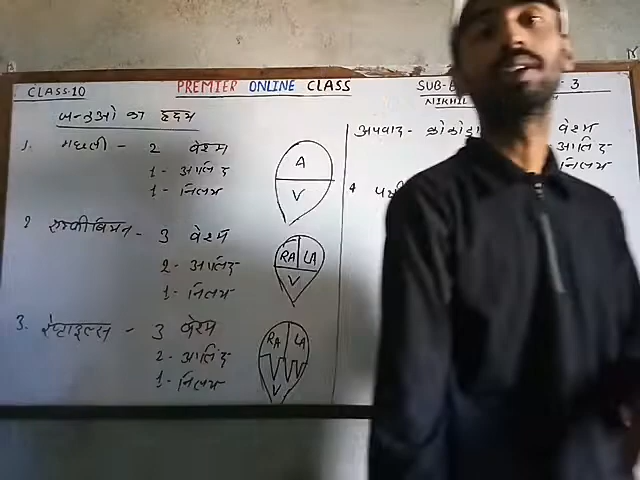 CLASS-10
PREMIER ONLINE CLASS
SUB-
- 3
NIKHIL
जन्तुओ का हृदय
1. मछली - 2 वेश्म
1- आलिंद
1- निलय
A
V
2 एम्फीबियन - 3 वेश्म
2- आलिंद
1- निलय
RA LA
V
3. रेप्टाइल्स - 3 वेश्म
2- आलिंद
1- निलय
RA LA
V
अपवाद-
वेश्म
आलिंद
निलय
4